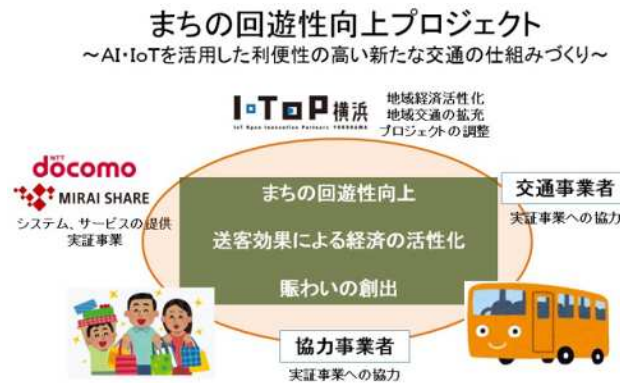 まちの回遊性向上プロジェクト
～AI・IoTを活用した利便性の高い新たな交通の仕組みづくり～
I・TOP横浜
IoT Open Innovation Partners YOKOHAMA
地域経済活性化
地域交通の拡充
プロジェクトの調整
NTT
docomo
MIRAI SHARE
システム、サービスの提供
実証事業
まちの回遊性向上
送客効果による経済の活性化
賑わいの創出
交通事業者
実証事業への協力
協力事業者
実証事業への協力